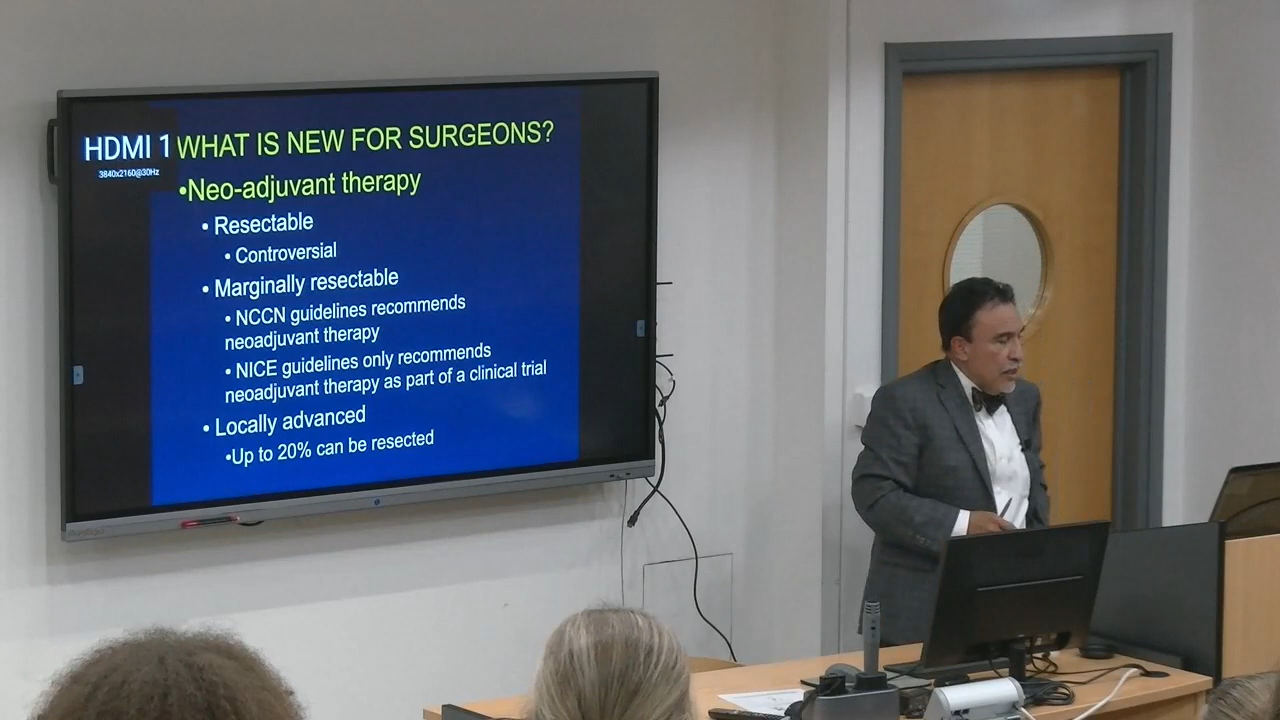 HDMI 1
3840x2160@30Hz
WHAT IS NEW FOR SURGEONS?
•Neo-adjuvant therapy
• Resectable
• Controversial
• Marginally resectable
• NCCN guidelines recommends
neoadjuvant therapy
• NICE guidelines only recommends
neoadjuvant therapy as part of a clinical trial
• Locally advanced
•Up to 20% can be resected